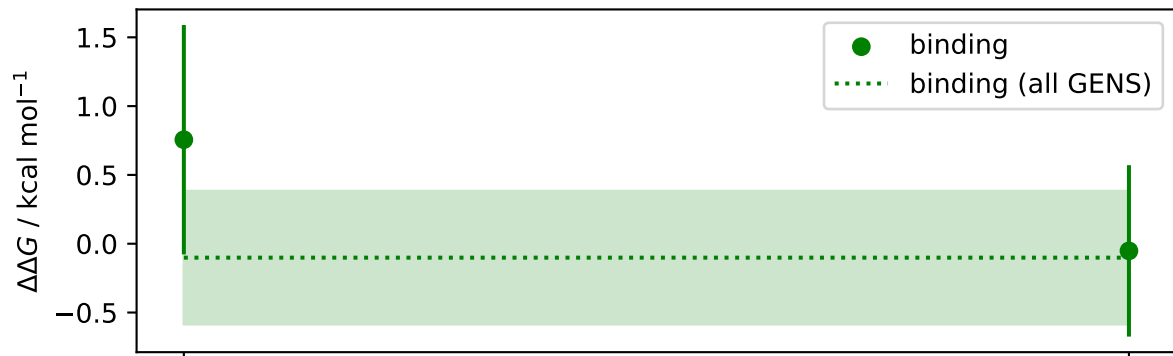 ΔΔG / kcal mol⁻¹
1.5
1.0
0.5
0.0
−0.5
binding
binding (all GENS)